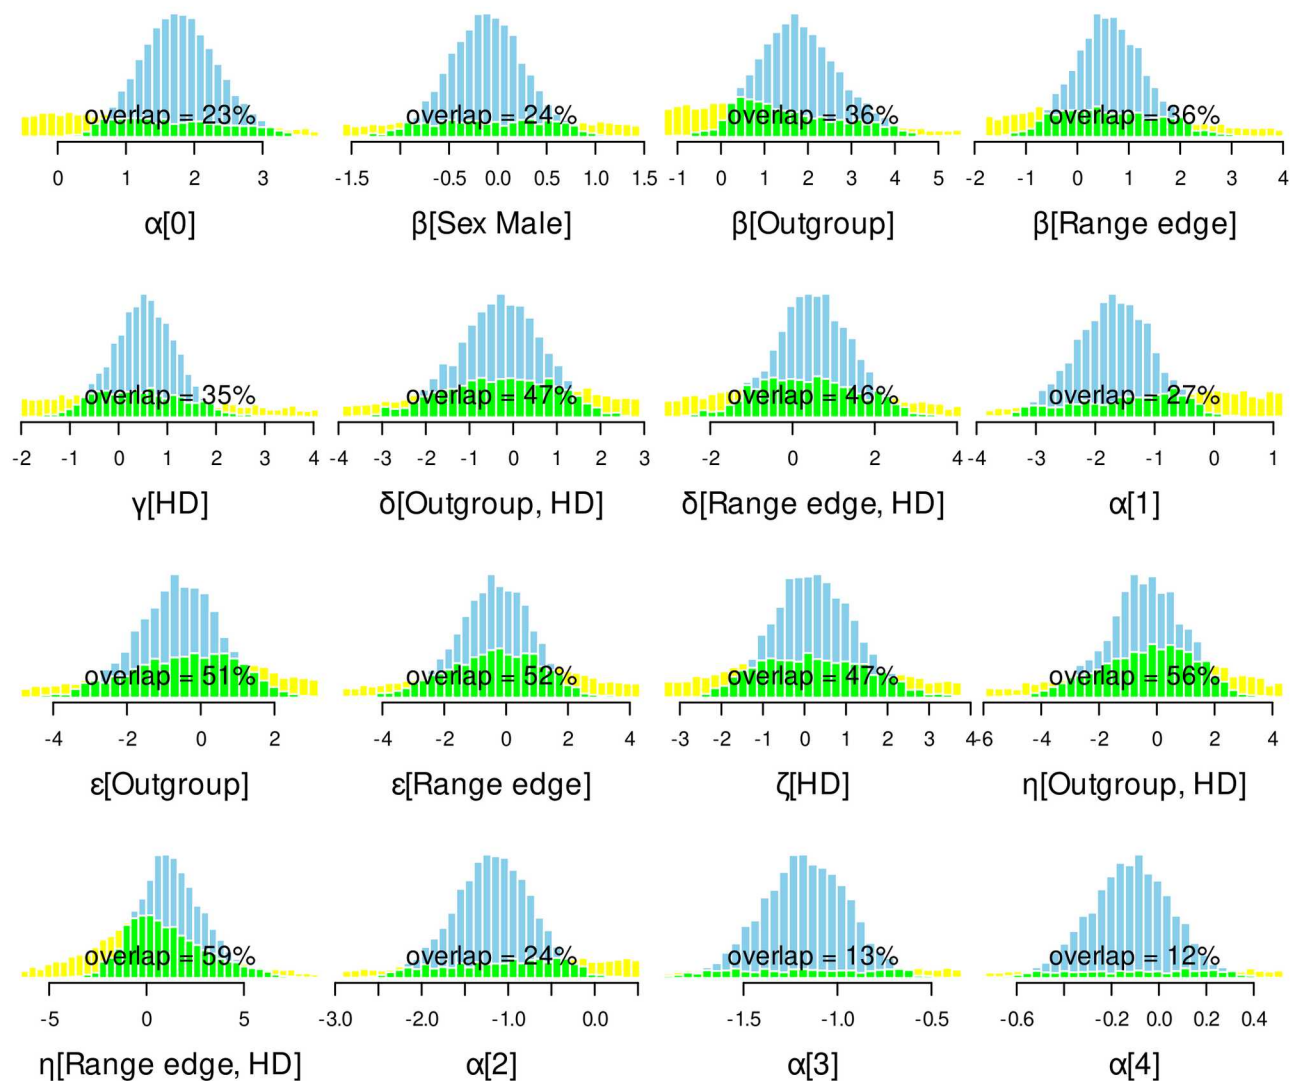 overlap = 23% overlap = 24% overlap = 36% overlap = 36%
0 1 2 3 -1.5 -0.5 0.0 0.5 1.0 1.5 -1 0 1 2 3 4 5 -2 -1 0 1 2 3 4
α[0] β[Sex Male] β[Outgroup] β[Range edge]
overlap = 35% overlap = 47% overlap = 46% overlap = 27%
-2 -1 0 1 2 3 4 -4 -3 -2 -1 0 1 2 3 -2 0 2 4 -4 -3 -2 -1 0 1
γ[HD] δ[Outgroup, HD] δ[Range edge, HD] α[1]
overlap = 51% overlap = 52% overlap = 47% overlap = 56%
-4 -2 0 2 -4 -2 0 2 4 -3 -2 -1 0 1 2 3 4 -6 -4 -2 0 2 4
ε[Outgroup] ε[Range edge] ζ[HD] η[Outgroup, HD]
overlap = 59% overlap = 24% overlap = 13% overlap = 12%
-5 0 5 -3.0 -2.0 -1.0 0.0 -1.5 -1.0 -0.5 -0.6 -0.2 0.0 0.2 0.4
η[Range edge, HD] α[2] α[3] α[4]